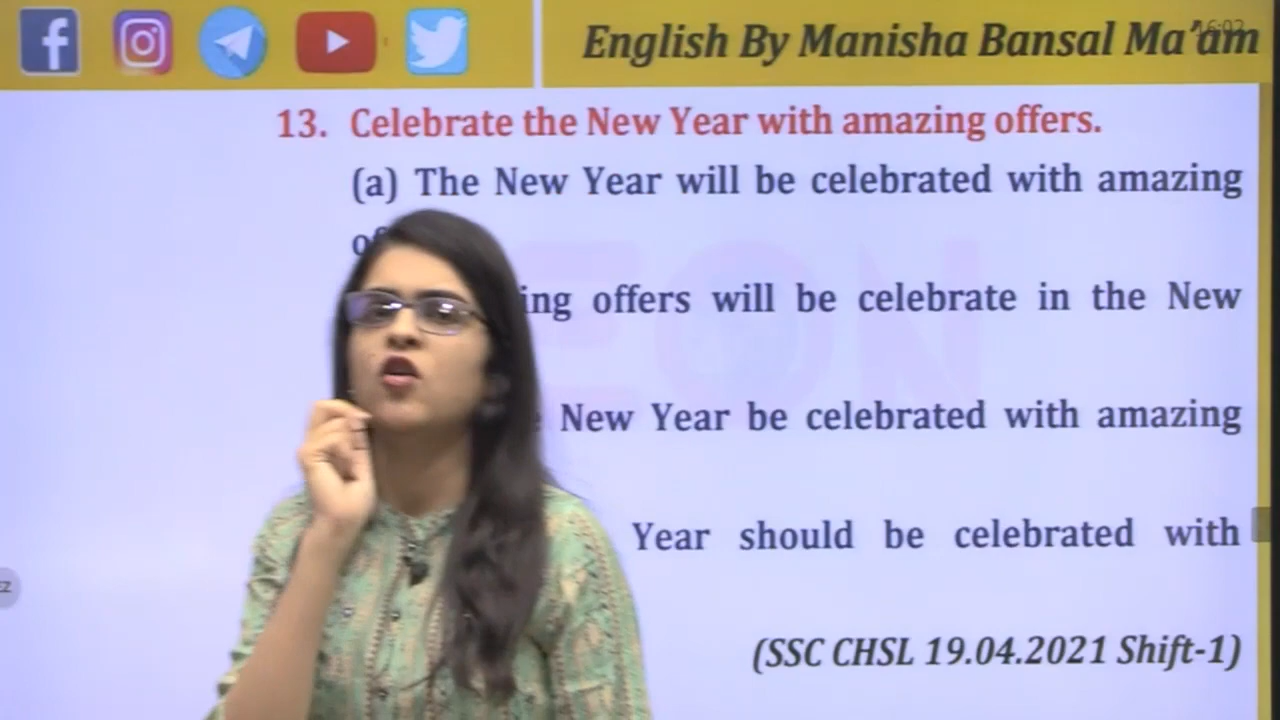 English By Manisha Bansal Ma'am
16:02
13. Celebrate the New Year with amazing offers.
(a) The New Year will be celebrated with amazing
offers will be celebrate in the New
New Year be celebrated with amazing
Year should be celebrated with
(SSC CHSL 19.04.2021 Shift-1)